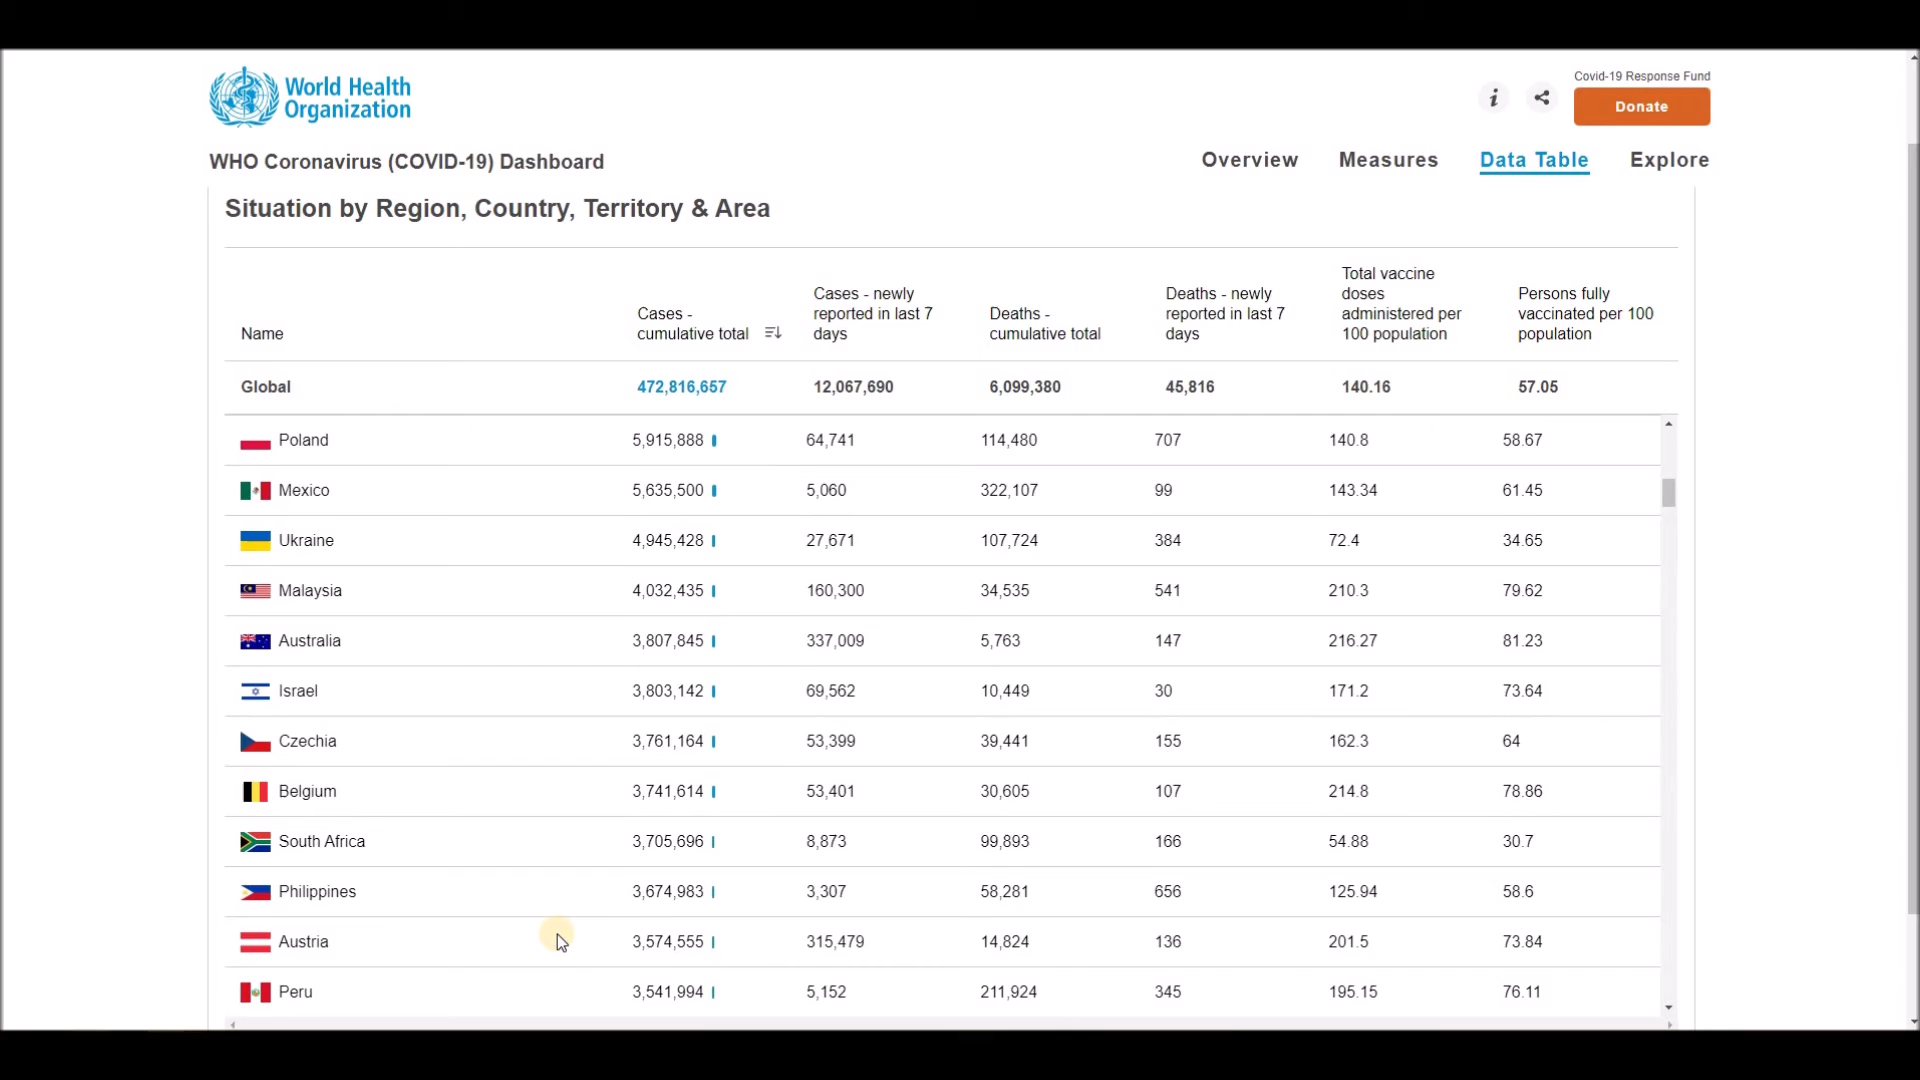 World Health
Organization
Covid-19 Response Fund
i
Donate
WHO Coronavirus (COVID-19) Dashboard
Overview Measures Data Table Explore
Situation by Region, Country, Territory & Area
Name Cases - cumulative total Cases - newly reported in last 7 days Deaths - cumulative total Deaths - newly reported in last 7 days Total vaccine doses administered per 100 population Persons fully vaccinated per 100 population
Global 472,816,657 12,067,690 6,099,380 45,816 140.16 57.05
Poland 5,915,888 64,741 114,480 707 140.8 58.67
Mexico 5,635,500 5,060 322,107 99 143.34 61.45
Ukraine 4,945,428 27,671 107,724 384 72.4 34.65
Malaysia 4,032,435 160,300 34,535 541 210.3 79.62
Australia 3,807,845 337,009 5,763 147 216.27 81.23
Israel 3,803,142 69,562 10,449 30 171.2 73.64
Czechia 3,761,164 53,399 39,441 155 162.3 64
Belgium 3,741,614 53,401 30,605 107 214.8 78.86
South Africa 3,705,696 8,873 99,893 166 54.88 30.7
Philippines 3,674,983 3,307 58,281 656 125.94 58.6
Austria 3,574,555 315,479 14,824 136 201.5 73.84
Peru 3,541,994 5,152 211,924 345 195.15 76.11